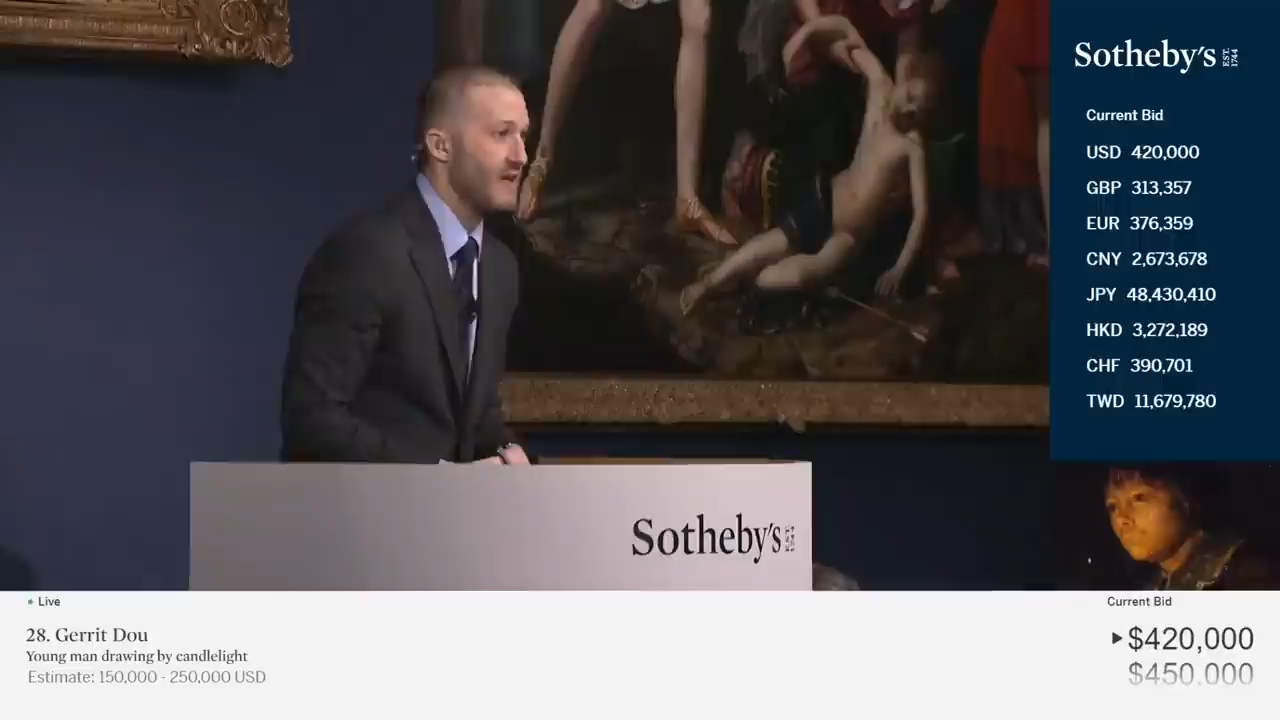 Sotheby's EST. 1744
Current Bid
USD 420,000
GBP 313,357
EUR 376,359
CNY 2,673,678
JPY 48,430,410
HKD 3,272,189
CHF 390,701
TWD 11,679,780
Sotheby's
Live
28. Gerrit Dou
Young man drawing by candlelight
Estimate: 150,000 - 250,000 USD
Current Bid
$420,000
$450,000